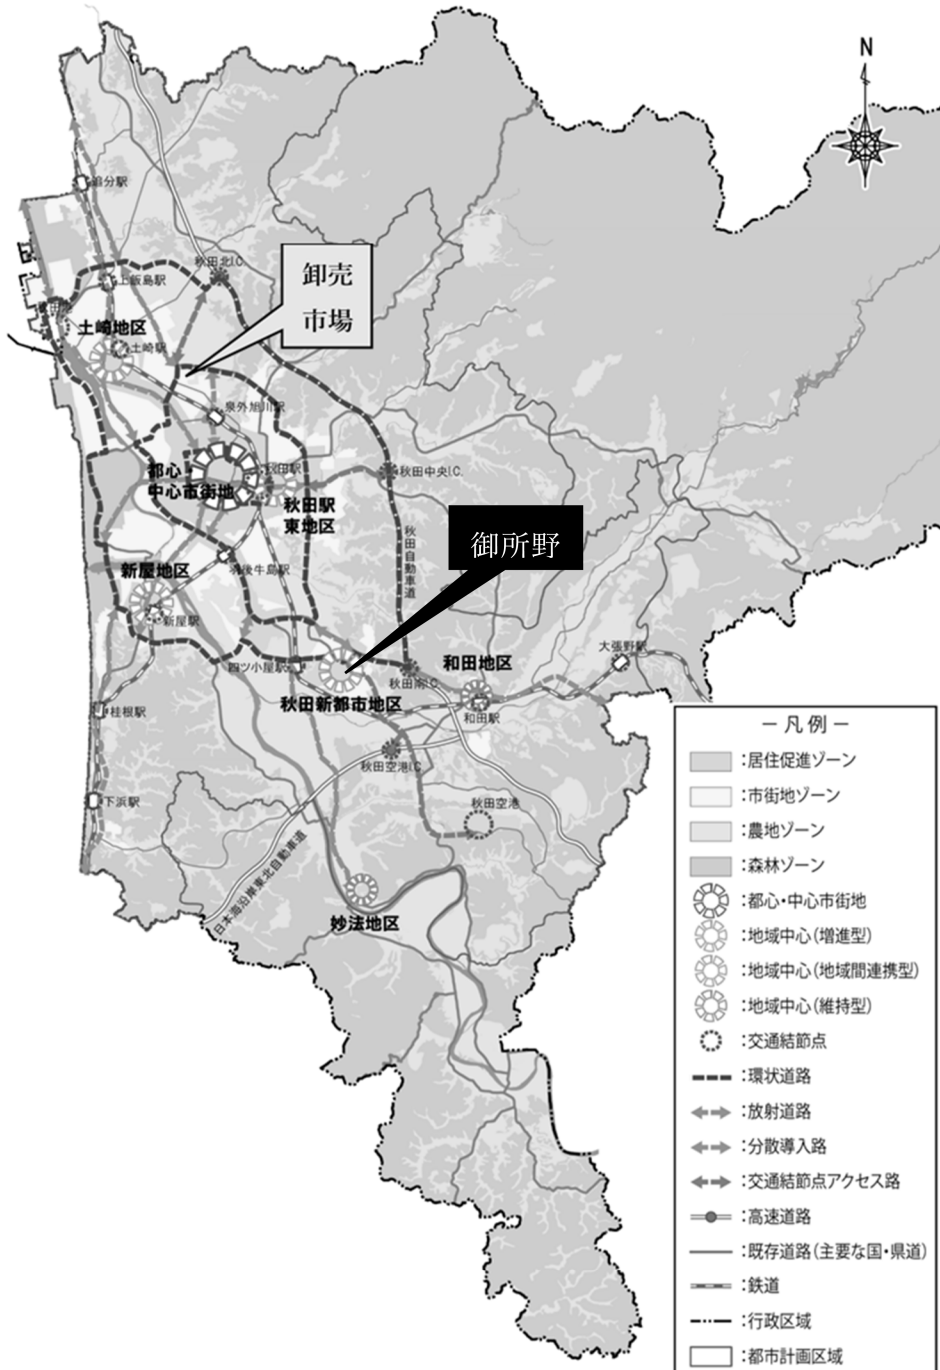 N
追分駅
秋田北I.C.
上飯島駅
卸売
市場
土崎地区
土崎駅
泉外旭川駅
都心・
中心市街地
秋田駅
秋田駅
東地区
秋田中央I.C.
秋田自動車道
御所野
羽後牛島駅
新屋地区
新屋駅
四ツ小屋駅
秋田新都市地区
秋田南I.C.
和田地区
和田駅
大張野駅
桂根駅
秋田空港I.C
秋田空港
下浜駅
日本海沿岸東北自動車道
妙法地区
－凡例－
:居住促進ゾーン
:市街地ゾーン
:農地ゾーン
:森林ゾーン
:都心・中心市街地
:地域中心(増進型)
:地域中心(地域間連携型)
:地域中心(維持型)
:交通結節点
:環状道路
:放射道路
:分散導入路
:交通結節点アクセス路
:高速道路
:既存道路(主要な国・県道)
:鉄道
:行政区域
:都市計画区域